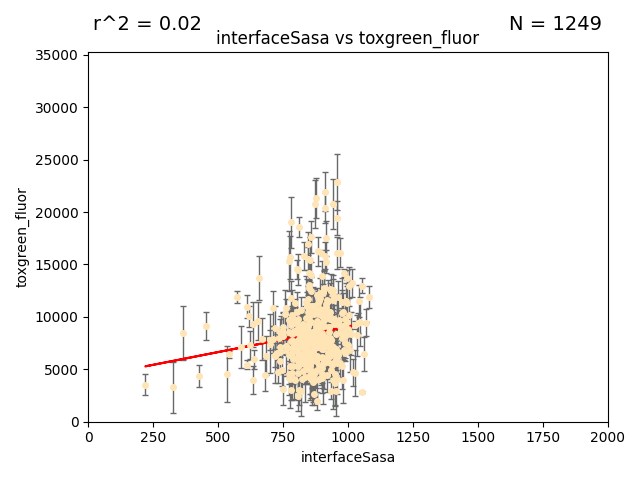 r^2 = 0.02
N = 1249
interfaceSasa vs toxgreen_fluor
35000
30000
25000
20000
15000
10000
5000
0
toxgreen_fluor
0 250 500 750 1000 1250 1500 1750 2000
interfaceSasa